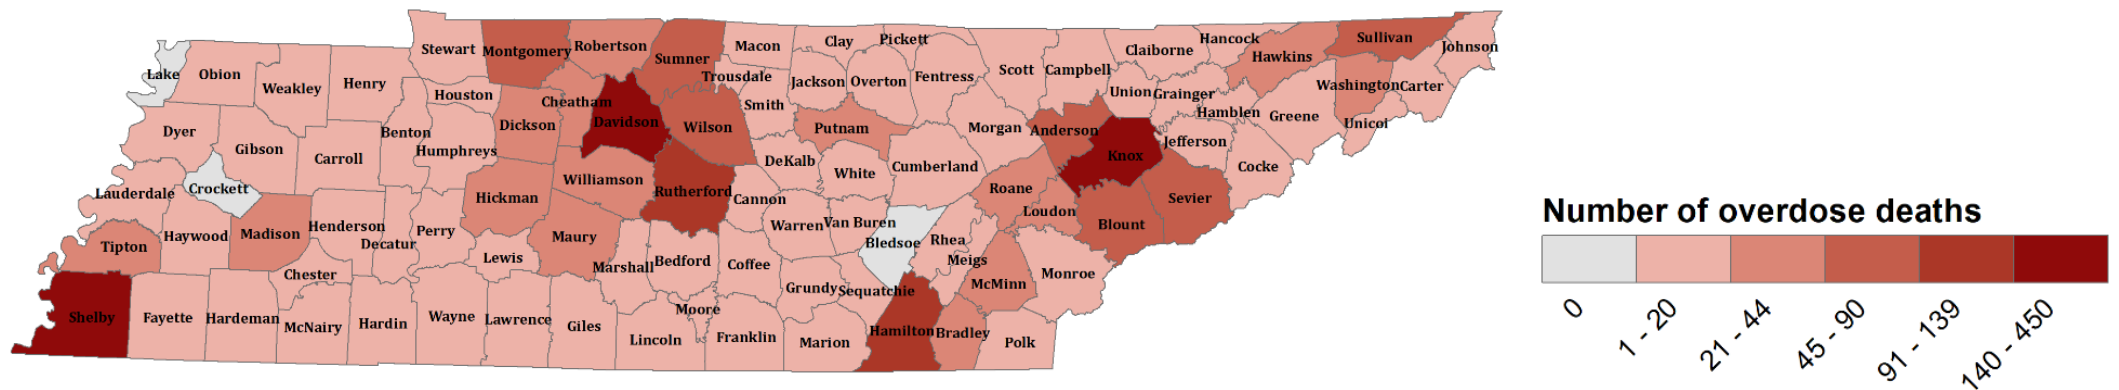 Lake
Obion
Weakley
Henry
Stewart
Montgomery
Robertson
Sumner
Macon
Clay
Pickett
Trousdale
Jackson
Overton
Fentress
Scott
Campbell
Claiborne
Hancock
Hawkins
Sullivan
Johnson
Houston
Cheatham
Smith
Union
Grainger
Washington
Carter
Dyer
Gibson
Carroll
Benton
Humphreys
Dickson
Davidson
Wilson
Putnam
Morgan
Anderson
Knox
Jefferson
Hamblen
Greene
Unicoi
Lauderdale
Crockett
Hickman
Williamson
Rutherford
DeKalb
White
Cumberland
Roane
Loudon
Blount
Sevier
Cocke
Tipton
Haywood
Madison
Henderson
Decatur
Perry
Lewis
Maury
Marshall
Bedford
Cannon
Coffee
Warren
Van Buren
Bledsoe
Rhea
Meigs
McMinn
Monroe
Chester
Shelby
Fayette
Hardeman
McNairy
Hardin
Wayne
Lawrence
Giles
Lincoln
Moore
Franklin
Grundy
Sequatchie
Marion
Hamilton
Bradley
Polk
Number of overdose deaths
0
1 - 20
21 - 44
45 - 90
91 - 139
140 - 450